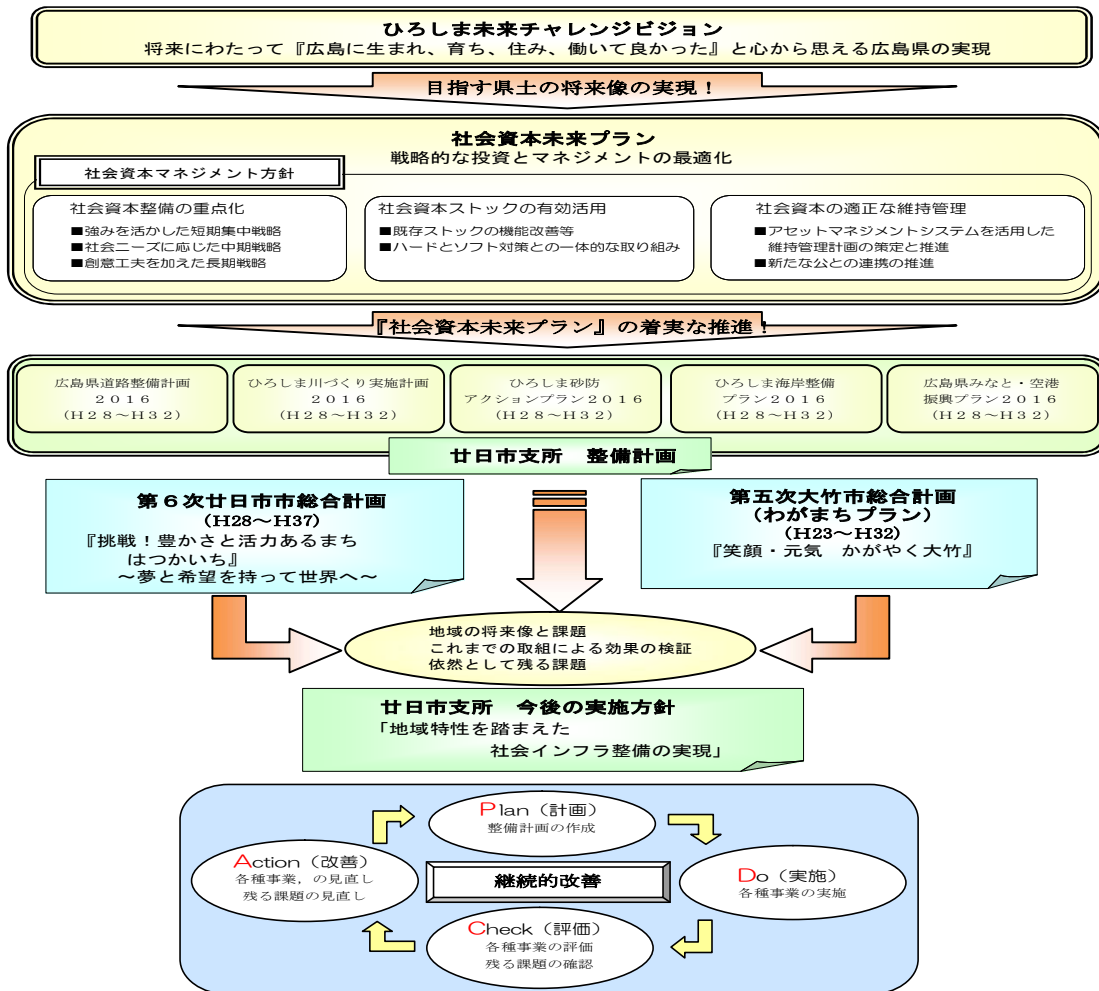 ひろしま未来チャレンジビジョン
将来にわたって『広島に生まれ、育ち、住み、働いて良かった』と心から思える広島県の実現
目指す県土の将来像の実現！
社会資本未来プラン
戦略的な投資とマネジメントの最適化
社会資本マネジメント方針
社会資本整備の重点化
■強みを活かした短期集中戦略
■社会ニーズに応じた中期戦略
■創意工夫を加えた長期戦略
社会資本ストックの有効活用
■既存ストックの機能改善等
■ハードとソフト対策との一体的な取り組み
社会資本の適正な維持管理
■アセットマネジメントシステムを活用した
維持管理計画の策定と推進
■新たな公との連携の推進
『社会資本未来プラン』の着実な推進！
広島県道路整備計画
２０１６
（Ｈ２８～Ｈ３２）
ひろしま川づくり実施計画
２０１６
（Ｈ２８～Ｈ３２）
ひろしま砂防
アクションプラン２０１６
（Ｈ２８～Ｈ３２）
ひろしま海岸整備
プラン２０１６
（Ｈ２８～Ｈ３２）
広島県みなと・空港
振興プラン２０１６
（Ｈ２８～Ｈ３２）
廿日市支所　整備計画
第６次廿日市市総合計画
(H28～H37)
『挑戦！豊かさと活力あるまち
はつかいち』
～夢と希望を持って世界へ～
第五次大竹市総合計画
（わがまちプラン）
(H23～H32)
『笑顔・元気　かがやく大竹』
地域の将来像と課題
これまでの取組による効果の検証
依然として残る課題
廿日市支所　今後の実施方針
「地域特性を踏まえた
社会インフラ整備の実現」
Plan（計画）
整備計画の作成
Action（改善）
各種事業，の見直し
残る課題の見直し
継続的改善
Do（実施）
各種事業の実施
Check（評価）
各種事業の評価
残る課題の確認